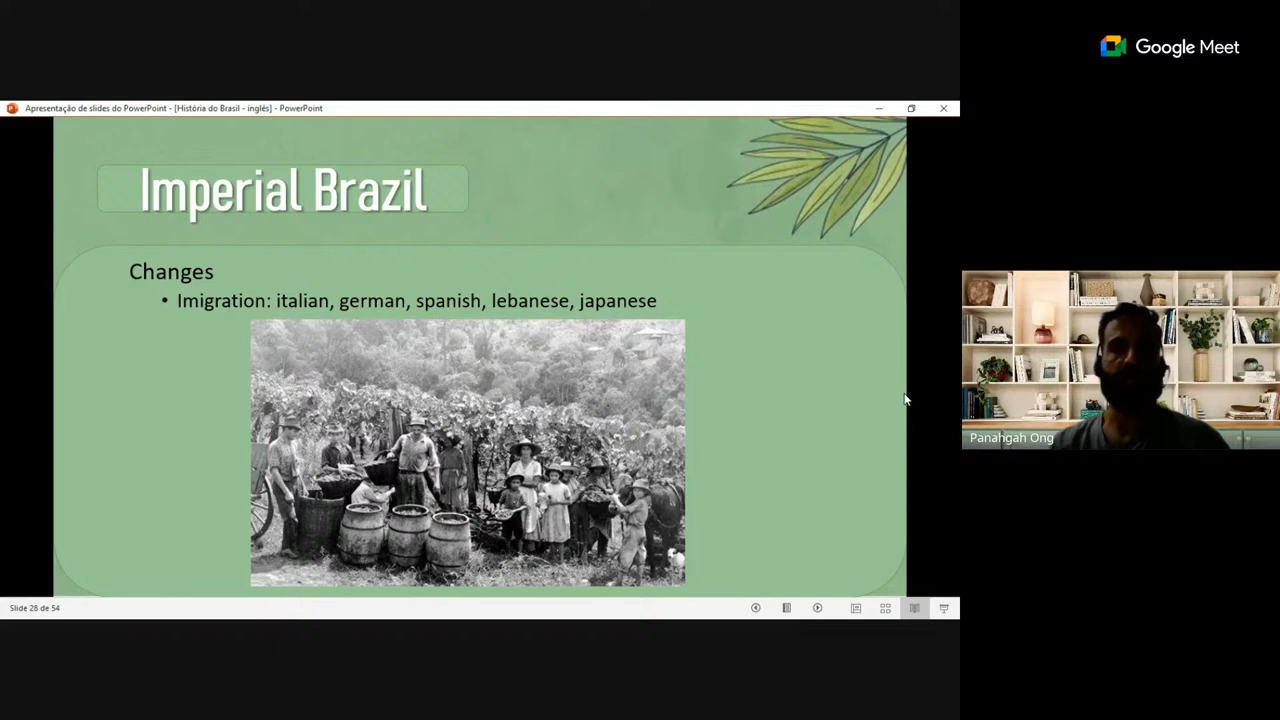 Google Meet
Apresentação de slides do PowerPoint - [História do Brasil - inglês] - PowerPoint
Imperial Brazil
Changes
• Imigration: italian, german, spanish, lebanese, japanese
Panahgah Ong
Slide 28 de 54